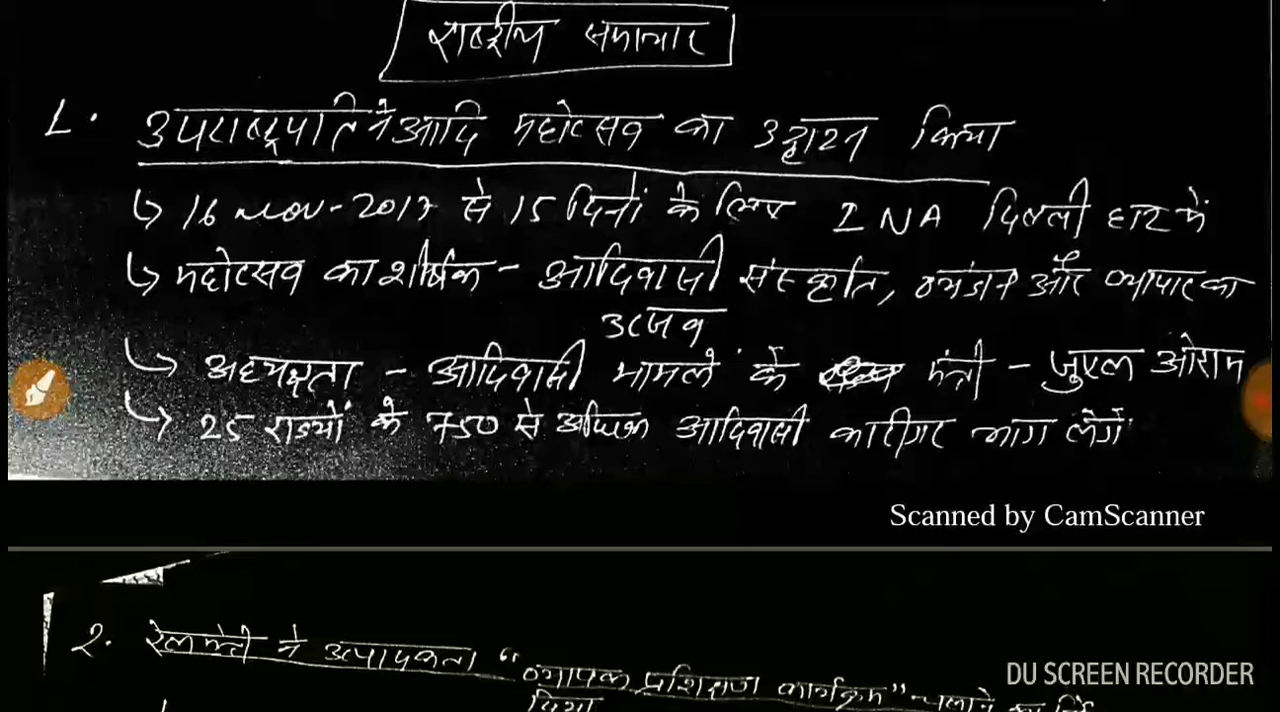 राष्ट्रीय समाचार
1. उपराष्ट्रपति ने आदि महोत्सव का उद्घाटन किया
↳ 16 Nov-2017 से 15 दिनों के लिए INA दिल्ली हाट में
↳ महोत्सव का शीर्षक - आदिवासी संस्कृति, व्यंजन और व्यापार का
उत्सव
↳ अध्यक्षता - आदिवासी मामले के मंत्री - जुएल ओराम
↳ 25 राज्यों के 750 से अधिक आदिवासी कारीगर भाग लेगें
Scanned by CamScanner
2. रेलमंत्री ने उत्पादकता "व्यापक प्रशिक्षण कार्यक्रम" चलाने का
दिया
DU SCREEN RECORDER